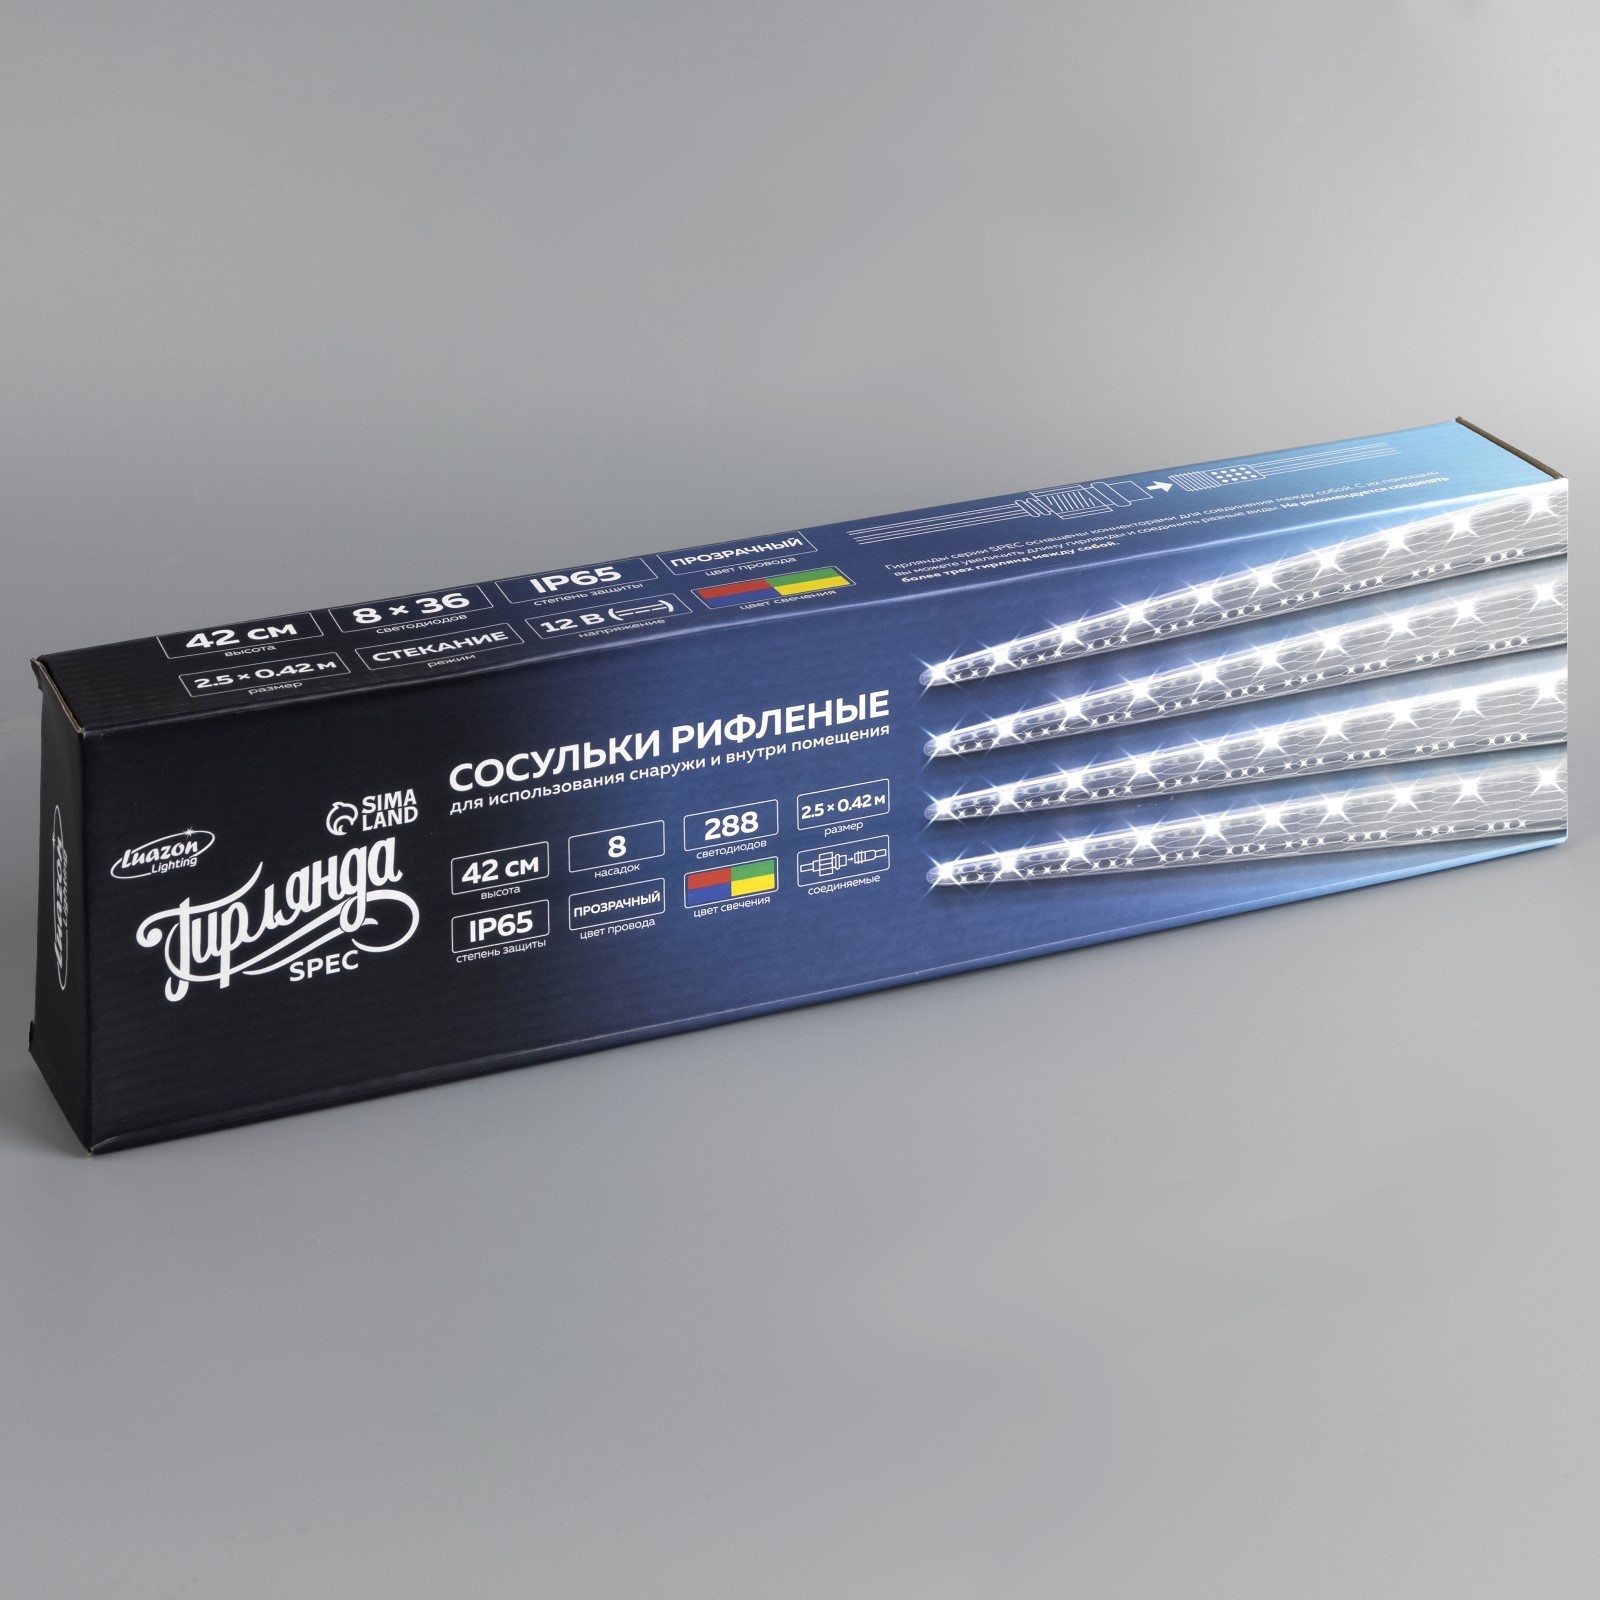 42 см
высота
8 × 36
светодиодов
IP65
степень защиты
ПРОЗРАЧНЫЙ
цвет провода
2.5 × 0.42 м
размер
СТЕКАНИЕ
режим
12 В
напряжение
цвет свечения
Гирлянды серии SPEC оснащены коннекторами для соединения между собой. С их помощью
вы можете увеличить длину гирлянды и соединить разные виды. Не рекомендуется соединять
более трех гирлянд между собой.
Luazon
Lighting
Luazon
Lighting
SIMA
LAND
Гирлянда
SPEC
СОСУЛЬКИ РИФЛЕНЫЕ
для использования снаружи и внутри помещения
42 см
высота
8
насадок
288
светодиодов
2.5 × 0.42 м
размер
IP65
степень защиты
ПРОЗРАЧНЫЙ
цвет провода
цвет свечения
соединяемые